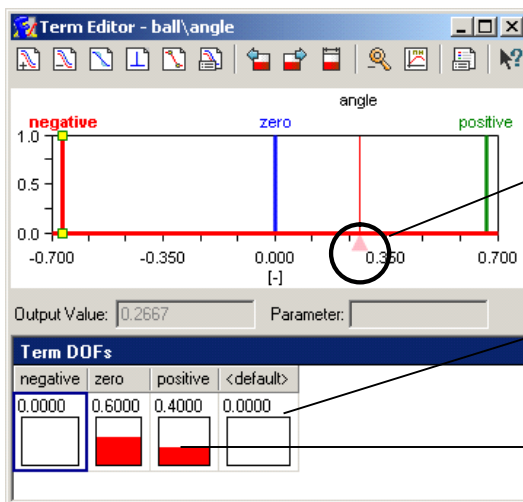 Term Editor - ball\angle
angle
negative zero positive
1.0
0.5
0.0
-0.700 -0.350 0.000 0.350 0.700
[-]
Output Value: 0.2667 Parameter:
Term DOFs
negative zero positive <default>
0.0000 0.6000 0.4000 0.0000